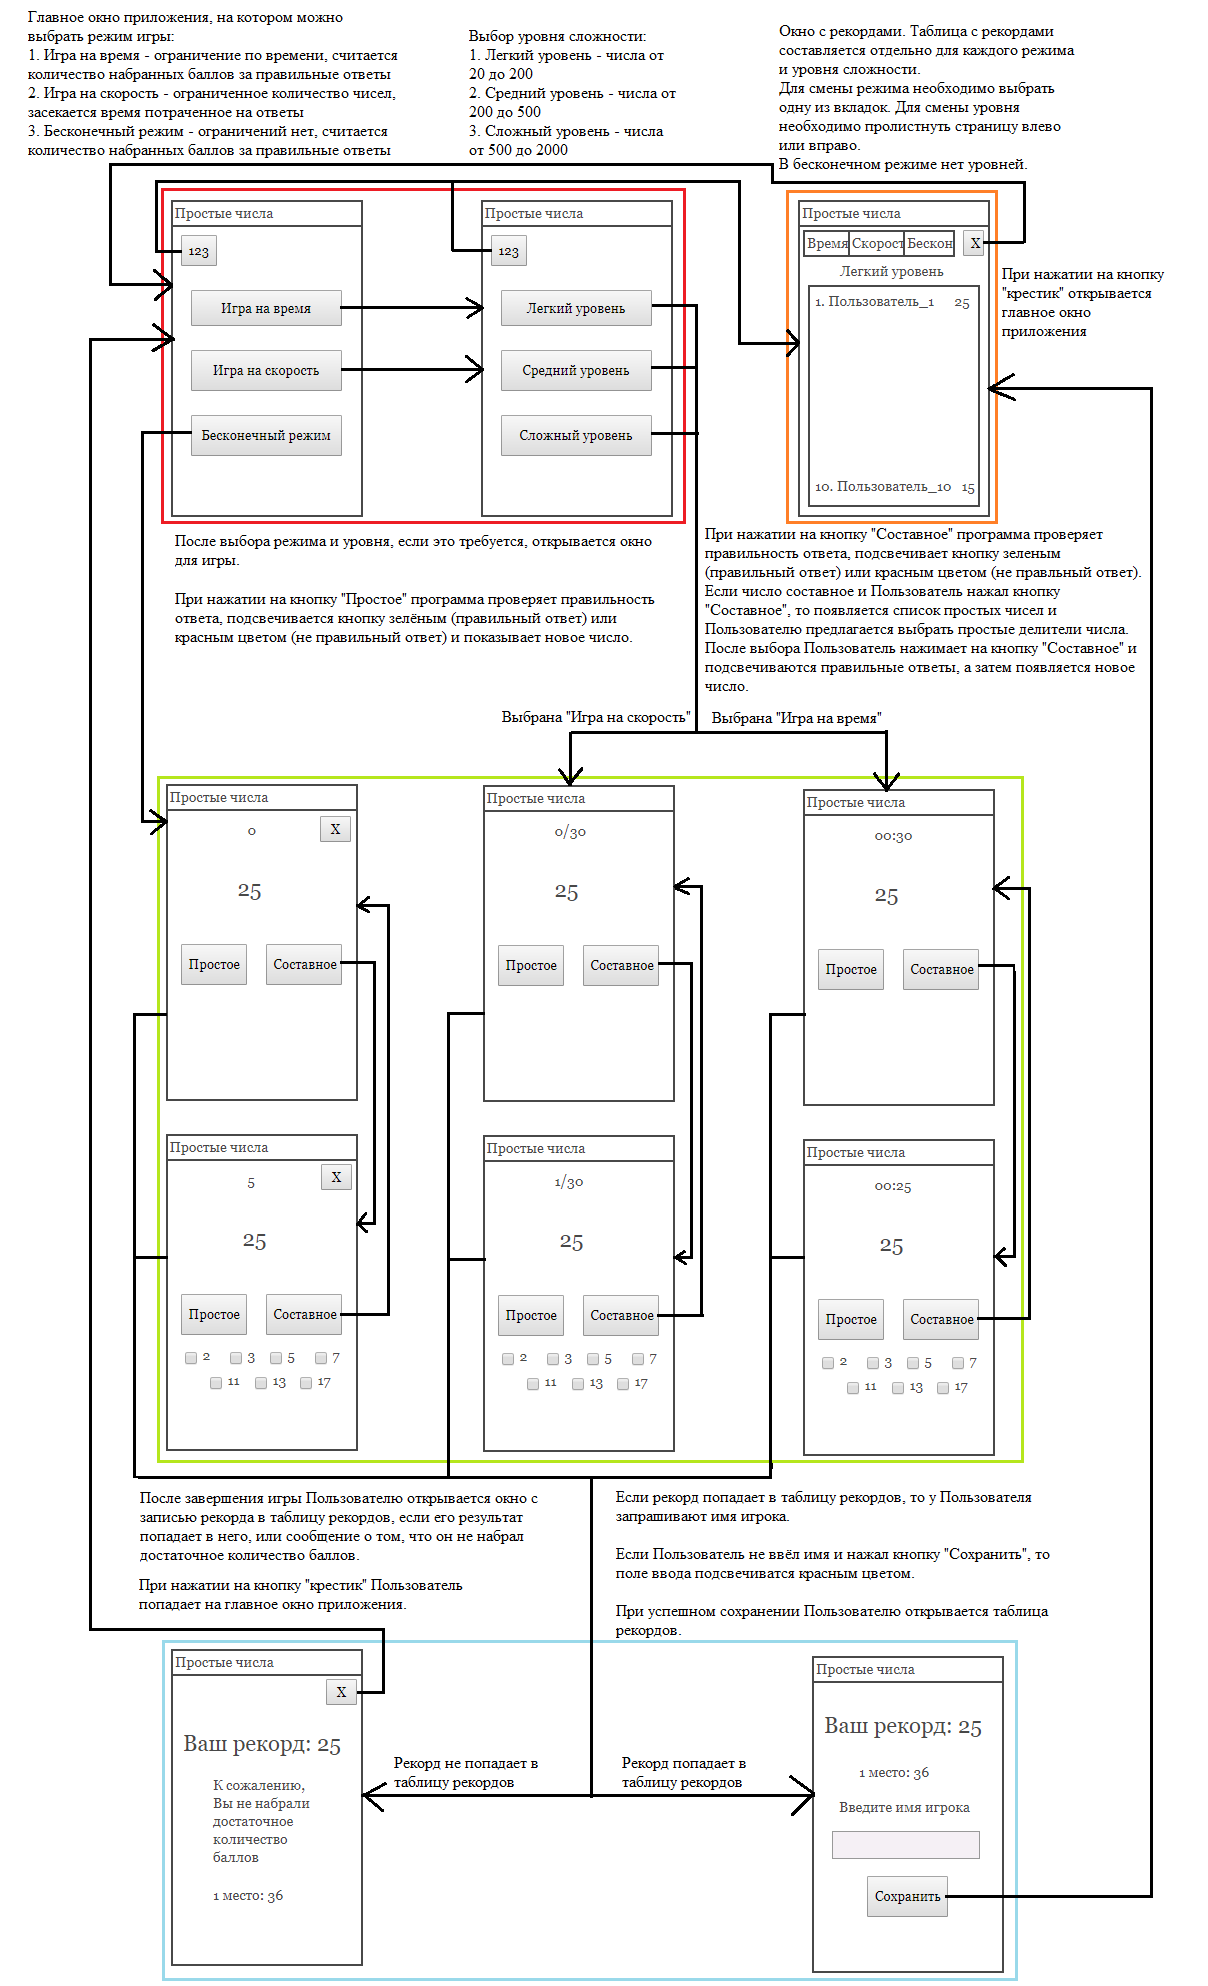 Главное окно приложения, на котором можно
выбрать режим игры:
1. Игра на время - ограничение по времени, считается
количество набранных баллов за правильные ответы
2. Игра на скорость - ограниченное количество чисел,
засекается время потраченное на ответы
3. Бесконечный режим - ограничений нет, считается
количество набранных баллов за правильные ответы
Выбор уровня сложности:
1. Легкий уровень - числа от
20 до 200
2. Средний уровень - числа от
200 до 500
3. Сложный уровень - числа
от 500 до 2000
Окно с рекордами. Таблица с рекордами
составляется отдельно для каждого режима
и уровня сложности.
Для смены режима необходимо выбрать
одну из вкладок. Для смены уровня
необходимо пролистнуть страницу влево
или вправо.
В бесконечном режиме нет уровней.
Простые числа
123
Игра на время
Игра на скорость
Бесконечный режим
Простые числа
123
Легкий уровень
Средний уровень
Сложный уровень
Простые числа
Время Скорост Бескон X
Легкий уровень
1. Пользователь_1 25
10. Пользователь_10 15
При нажатии на кнопку
"крестик" открывается
главное окно
приложения
После выбора режима и уровня, если это требуется, открывается окно
для игры.
При нажатии на кнопку "Простое" программа проверяет правильность
ответа, подсвечивается кнопку зелёным (правильный ответ) или
красным цветом (не правильный ответ) и показывает новое число.
При нажатии на кнопку "Составное" программа проверяет
правильность ответа, подсвечивает кнопку зеленым
(правильный ответ) или красным цветом (не правльный ответ).
Если число составное и Пользователь нажал кнопку
"Составное", то появляется список простых чисел и
Пользователю предлагается выбрать простые делители числа.
После выбора Пользователь нажимает на кнопку "Составное" и
подсвечиваются правильные ответы, а затем появляется новое
число.
Выбрана "Игра на скорость"
Выбрана "Игра на время"
Простые числа
0 X
25
Простое Составное
Простые числа
0/30
25
Простое Составное
Простые числа
00:30
25
Простое Составное
Простые числа
5 X
25
Простое Составное
2 3 5 7
11 13 17
Простые числа
1/30
25
Простое Составное
2 3 5 7
11 13 17
Простые числа
00:25
25
Простое Составное
2 3 5 7
11 13 17
После завершения игры Пользователю открывается окно с
записью рекорда в таблицу рекордов, если его результат
попадает в него, или сообщение о том, что он не набрал
достаточное количество баллов.
При нажатии на кнопку "крестик" Пользователь
попадает на главное окно приложения.
Если рекорд попадает в таблицу рекордов, то у Пользователя
запрашивают имя игрока.
Если Пользователь не ввёл имя и нажал кнопку "Сохранить", то
поле ввода подсвечиватся красным цветом.
При успешном сохранении Пользователю открывается таблица
рекордов.
Простые числа
X
Ваш рекорд: 25
К сожалению,
Вы не набрали
достаточное
количество
баллов
1 место: 36
Рекорд не попадает в
таблицу рекордов
Рекорд попадает в
таблицу рекордов
Простые числа
Ваш рекорд: 25
1 место: 36
Введите имя игрока
Сохранить